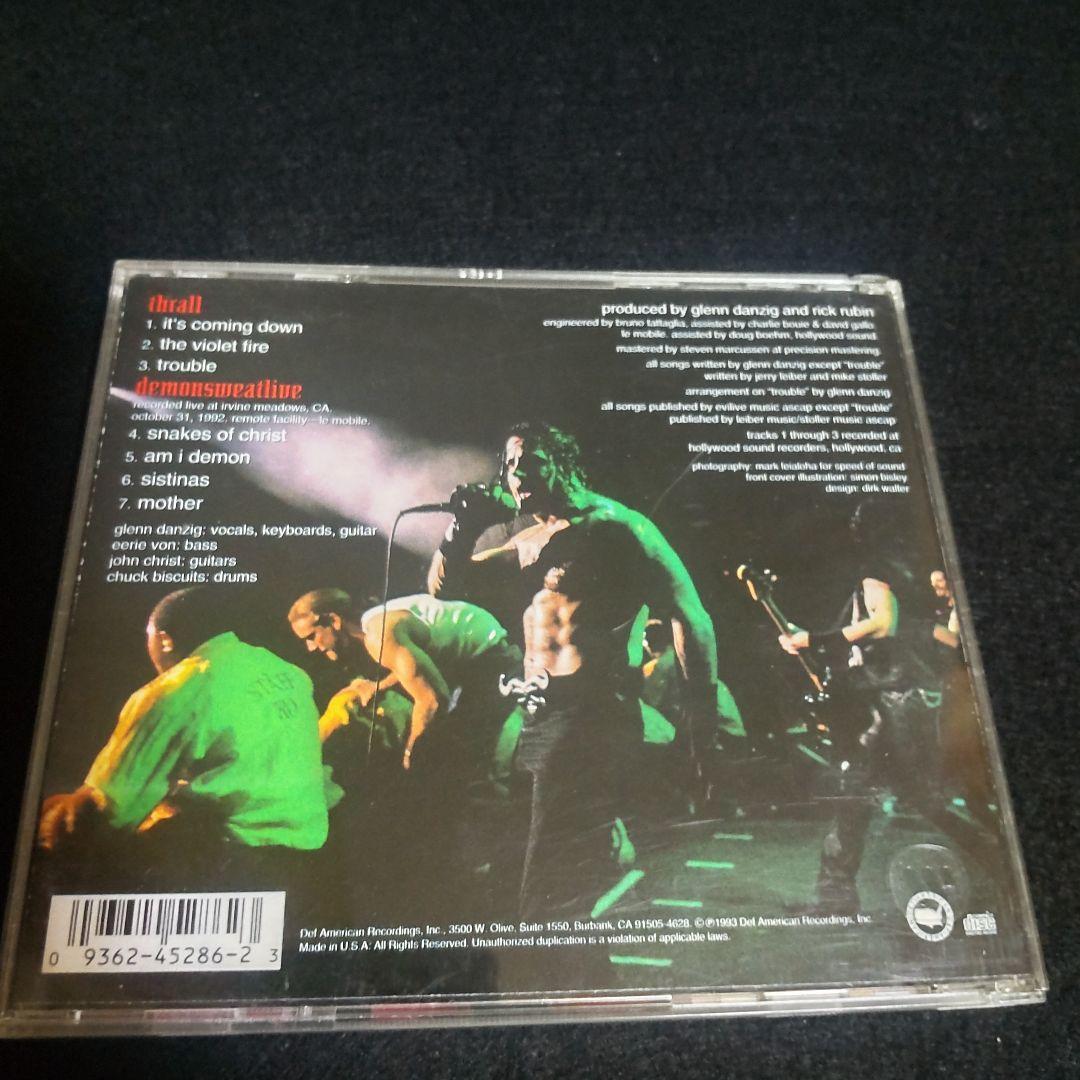 thrall
1. it's coming down
2. the violet fire
3. trouble
demonsweatlive
recorded live at irvine meadows, CA.
october 31, 1992, remote facility—le mobile.
4. snakes of christ
5. am i demon
6. sistinas
7. mother
glenn danzig: vocals, keyboards, guitar
eerie von: bass
john christ: guitars
chuck biscuits: drums
produced by glenn danzig and rick rubin
engineered by bruno tattaglia, assisted by charlie bouie & david gallo.
le mobile. assisted by doug boehm, hollywood sound.
mastered by steven marcussen at precision mastering.
all songs written by glenn danzig except "trouble"
written by jerry leiber and mike stoller
arrangement on "trouble" by glenn danzig
all songs published by evilive music ascap except "trouble"
published by leiber music/stoller music ascap
tracks 1 through 3 recorded at
hollywood sound recorders, hollywood, ca
photography: mark leialoha for speed of sound
front cover illustration: simon bisley
design: dirk walter
STAFF
0 9362-45286-2 3
Def American Recordings, Inc., 3500 W. Olive, Suite 1550, Burbank, CA 91505-4628. ©℗1993 Def American Recordings, Inc.
Made in U.S.A. All Rights Reserved. Unauthorized duplication is a violation of applicable laws.
disc